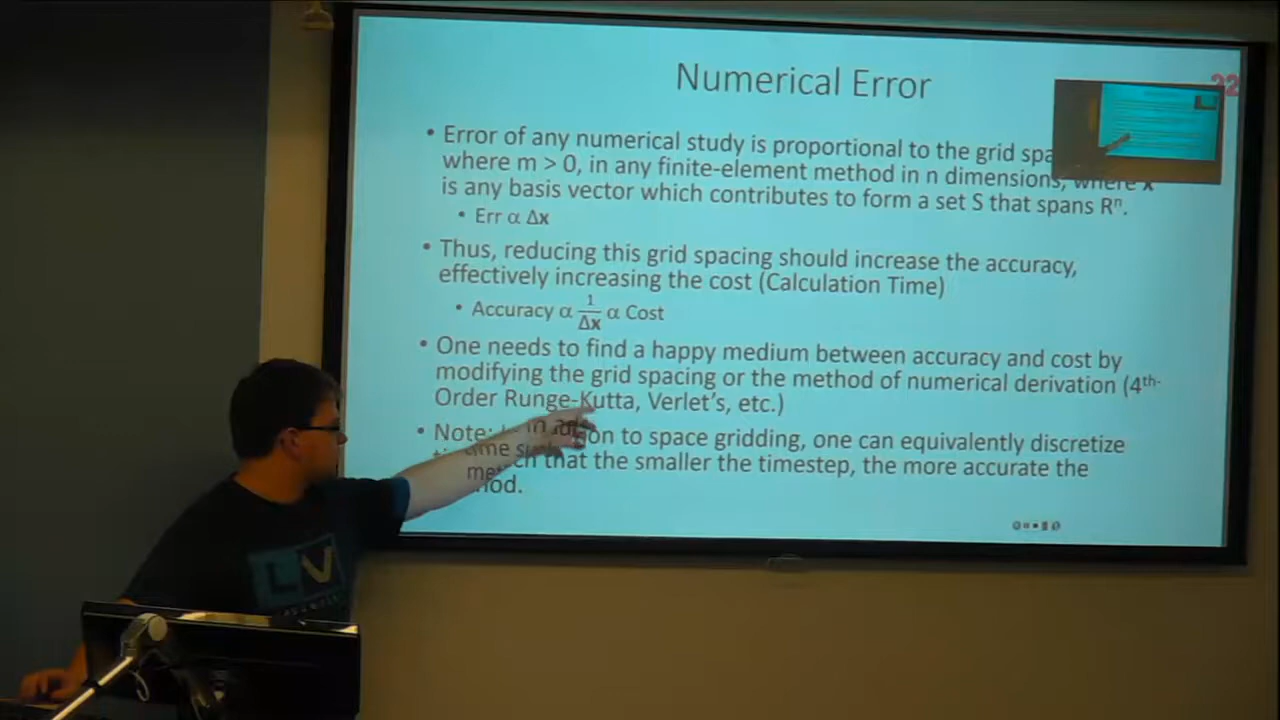 Numerical Error
22
• Error of any numerical study is proportional to the grid
where m > 0, in any finite-element method in n dimensions, where x
is any basis vector which contributes to form a set S that spans Rⁿ.
• Err α Δx
• Thus, reducing this grid spacing should increase the accuracy,
effectively increasing the cost (Calculation Time)
• Accuracy α 1/Δx α Cost
• One needs to find a happy medium between accuracy and cost by
modifying the grid spacing or the method of numerical derivation (4th-
Order Runge-Kutta, Verlet's, etc.)
• Note: to space gridding, one can equivalently discretize
that the smaller the timestep, the more accurate the
LV